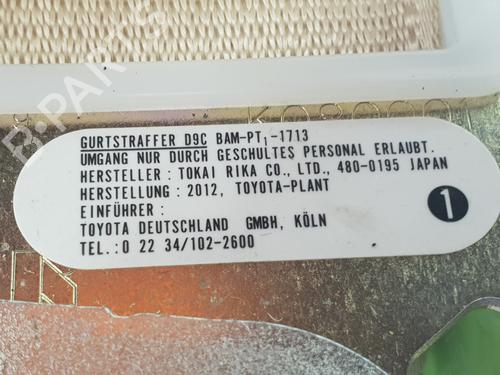 GURTSTRAFFER D9C BAM-PT1-1713
UMGANG NUR DURCH GESCHULTES PERSONAL ERLAUBT.
HERSTELLER : TOKAI RIKA CO., LTD., 480-0195 JAPAN
HERSTELLUNG : 2012, TOYOTA-PLANT
EINFÜHRER :
TOYOTA DEUTSCHLAND GMBH, KÖLN
TEL.:0 22 34/102-2600
1
B-PARTS